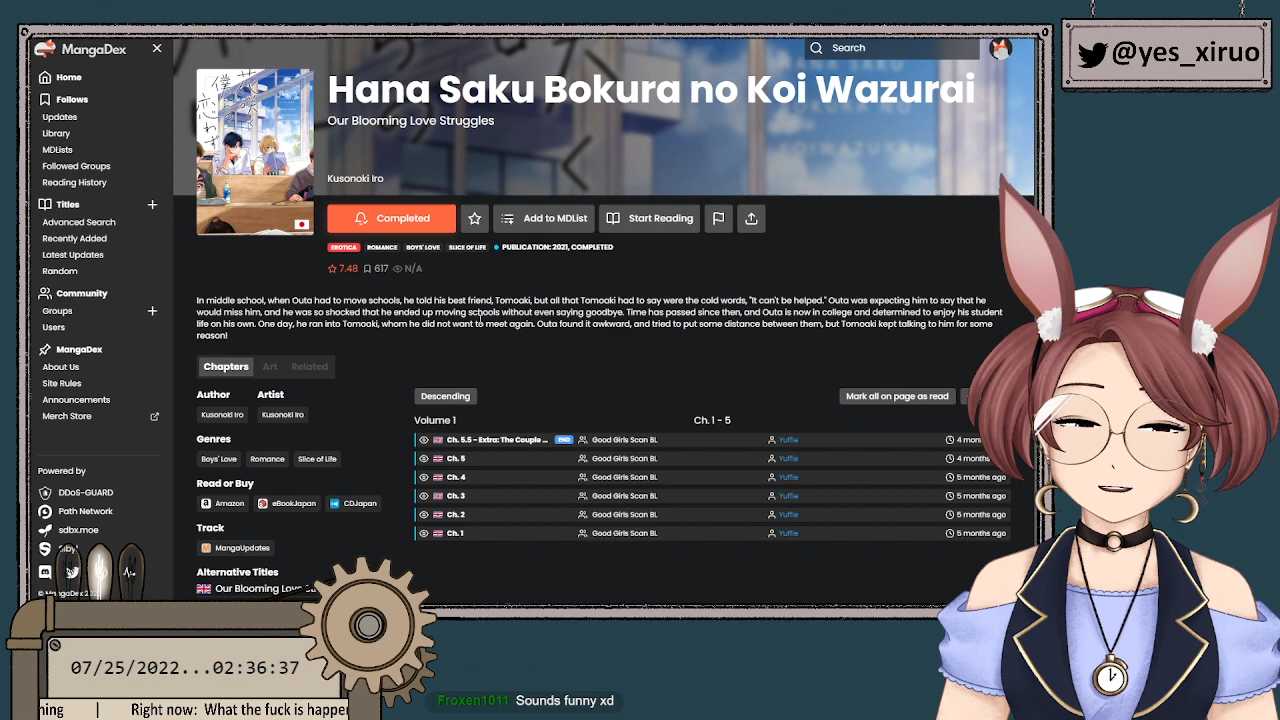 MangaDex
Search
@yes_xiruo
Home
Follows
Updates
Library
MDLists
Followed Groups
Reading History
Titles
Advanced Search
Recently Added
Latest Updates
Random
Community
Groups
Users
MangaDex
About Us
Site Rules
Announcements
Merch Store
Powered by
DDoS-GUARD
Path Network
sdbx.moe
Hana Saku Bokura no Koi Wazurai
Our Blooming Love Struggles
Kusonoki Iro
Completed
Add to MDList
Start Reading
EROTICA ROMANCE BOYS' LOVE SLICE OF LIFE PUBLICATION: 2021, COMPLETED
7.48 617 N/A
In middle school, when Outa had to move schools, he told his best friend, Tomoaki, but all that Tomoaki had to say were the cold words, "It can't be helped." Outa was expecting him to say that he
would miss him, and he was so shocked that he ended up moving schools without even saying goodbye. Time has passed since then, and Outa is now in college and determined to enjoy his student
life on his own. One day, he ran into Tomoaki, whom he did not want to meet again. Outa found it awkward, and tried to put some distance between them, but Tomoaki kept talking to him for some
reason!
Chapters Art Related
Author Artist
Kusonoki Iro Kusonoki Iro
Genres
Boys' Love Romance Slice of Life
Read or Buy
Amazon eBookJapan CDJapan
Track
MangaUpdates
Alternative Titles
Our Blooming Love
Descending Mark all on page as read
Volume 1 Ch. 1 - 5
Ch. 5.5 - Extra: The Couple ... END Good Girls Scan BL Yuffie 4 mon
Ch. 5 Good Girls Scan BL Yuffie 4 months
Ch. 4 Good Girls Scan BL Yuffie 5 months ago
Ch. 3 Good Girls Scan BL Yuffie 5 months ago
Ch. 2 Good Girls Scan BL Yuffie 5 months ago
Ch. 1 Good Girls Scan BL Yuffie 5 months ago
07/25/2022...02:36:37
ning | Right now: What the fuck is happen
Froxen1011 Sounds funny xd